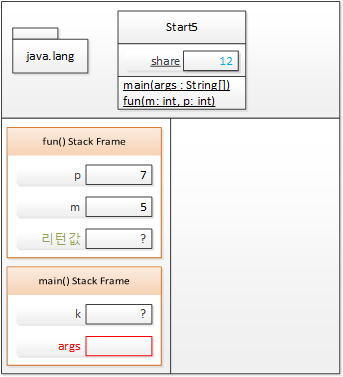 Start5
java.lang
share 12
main(args : String[])
fun(m: int, p: int)
fun() Stack Frame
p 7
m 5
리턴값 ?
main() Stack Frame
k ?
args